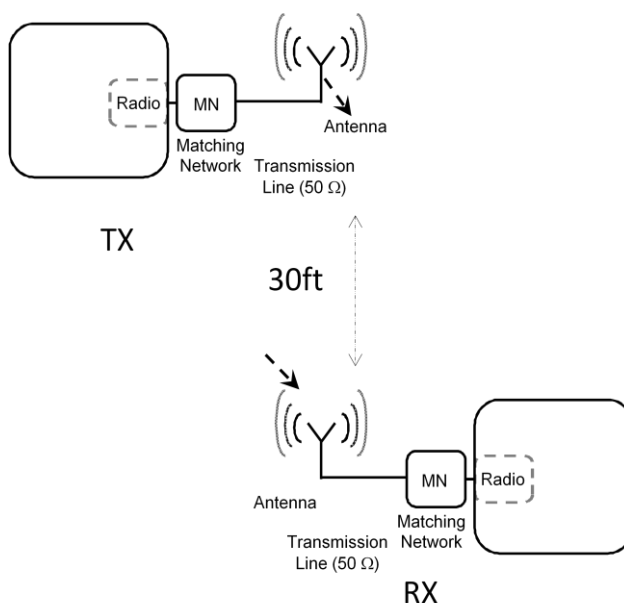 Radio
MN
Antenna
Matching
Network
Transmission
Line (50 Ω)
TX
30ft
Antenna
MN
Radio
Matching
Network
Transmission
Line (50 Ω)
RX